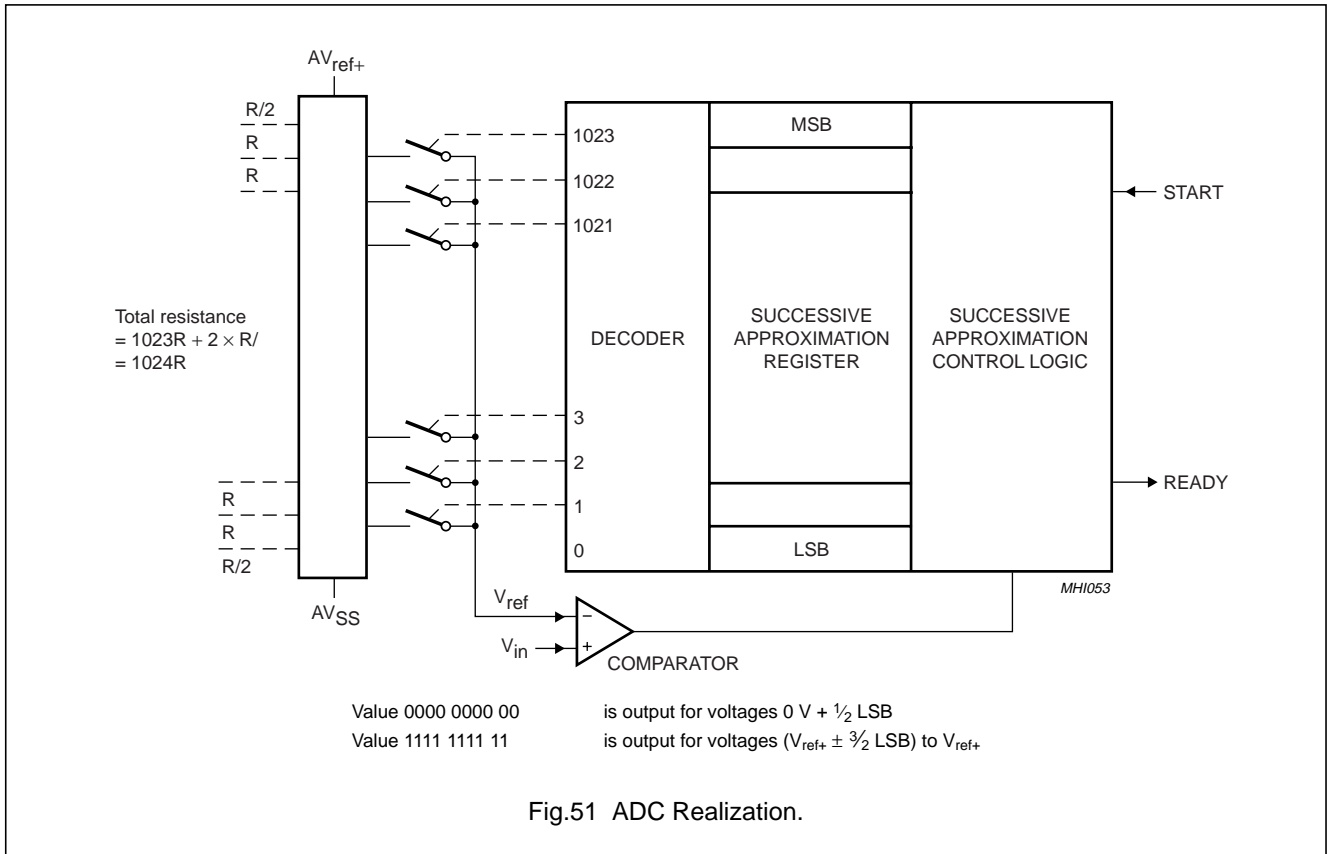 AVref+
R/2
R
R
1023
1022
1021
MSB
START
Total resistance
= 1023R + 2 × R/
= 1024R
DECODER
SUCCESSIVE
APPROXIMATION
REGISTER
SUCCESSIVE
APPROXIMATION
CONTROL LOGIC
3
2
1
0
READY
R
R
R/2
LSB
MHI053
AVSS
Vref
Vin
−
+
COMPARATOR
Value 0000 0000 00 is output for voltages 0 V + 1⁄2 LSB
Value 1111 1111 11 is output for voltages (Vref+ ± 3⁄2 LSB) to Vref+
Fig.51 ADC Realization.